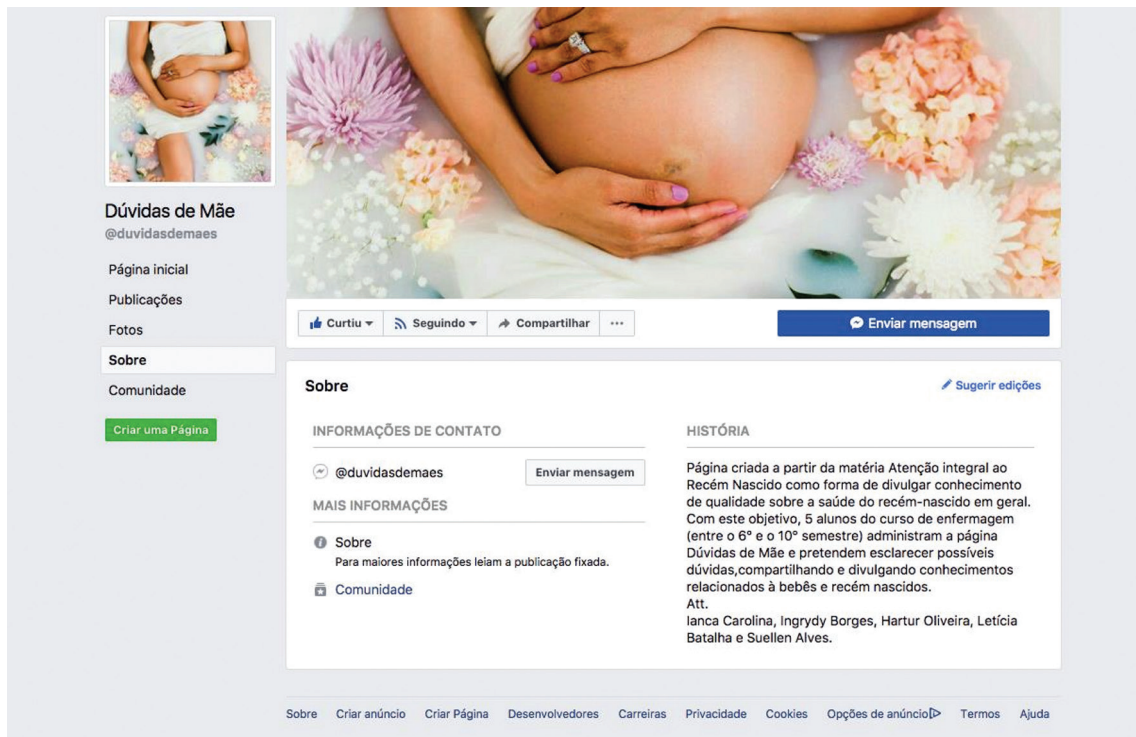 Dúvidas de Mãe
@duvidasdemaes
Página inicial
Publicações
Fotos
Sobre
Comunidade
Criar uma Página
Curtiu
Seguindo
Compartilhar
Enviar mensagem
Sobre
Sugerir edições
INFORMAÇÕES DE CONTATO
@duvidasdemaes
Enviar mensagem
MAIS INFORMAÇÕES
Sobre
Para maiores informações leiam a publicação fixada.
Comunidade
HISTÓRIA
Página criada a partir da matéria Atenção integral ao
Recém Nascido como forma de divulgar conhecimento
de qualidade sobre a saúde do recém-nascido em geral.
Com este objetivo, 5 alunos do curso de enfermagem
(entre o 6º e o 10º semestre) administram a página
Dúvidas de Mãe e pretendem esclarecer possíveis
dúvidas,compartilhando e divulgando conhecimentos
relacionados à bebês e recém nascidos.
Att.
Ianca Carolina, Ingrydy Borges, Hartur Oliveira, Letícia
Batalha e Suellen Alves.
Sobre Criar anúncio Criar Página Desenvolvedores Carreiras Privacidade Cookies Opções de anúncio Termos Ajuda